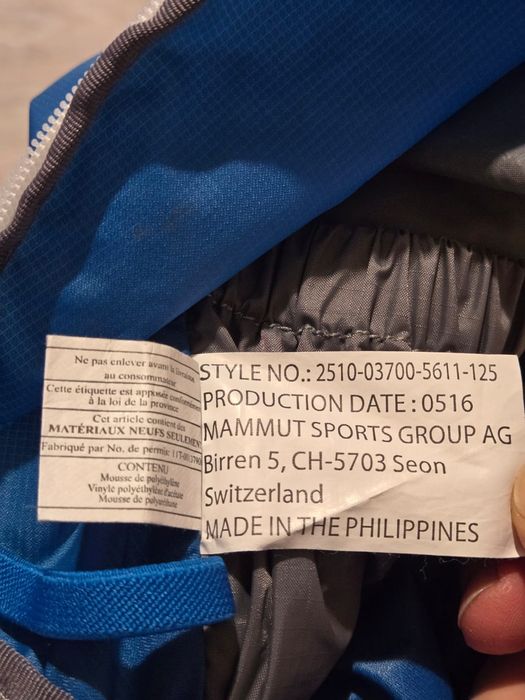 Ne pas enlever avant la livraison
au consommateur
Cette étiquette est apposée conformément
à la loi de la province
Cet article contient des
MATÉRIAUX NEUFS SEULEMENT
Fabriqué par No. de permis:
CONTENU
Mousse de polyéthylène
Vinyle polyéthylène d'acétate
Mousse de polyuréthane
STYLE NO.: 2510-03700-5611-125
PRODUCTION DATE : 0516
MAMMUT SPORTS GROUP AG
Birren 5, CH-5703 Seon
Switzerland
MADE IN THE PHILIPPINES